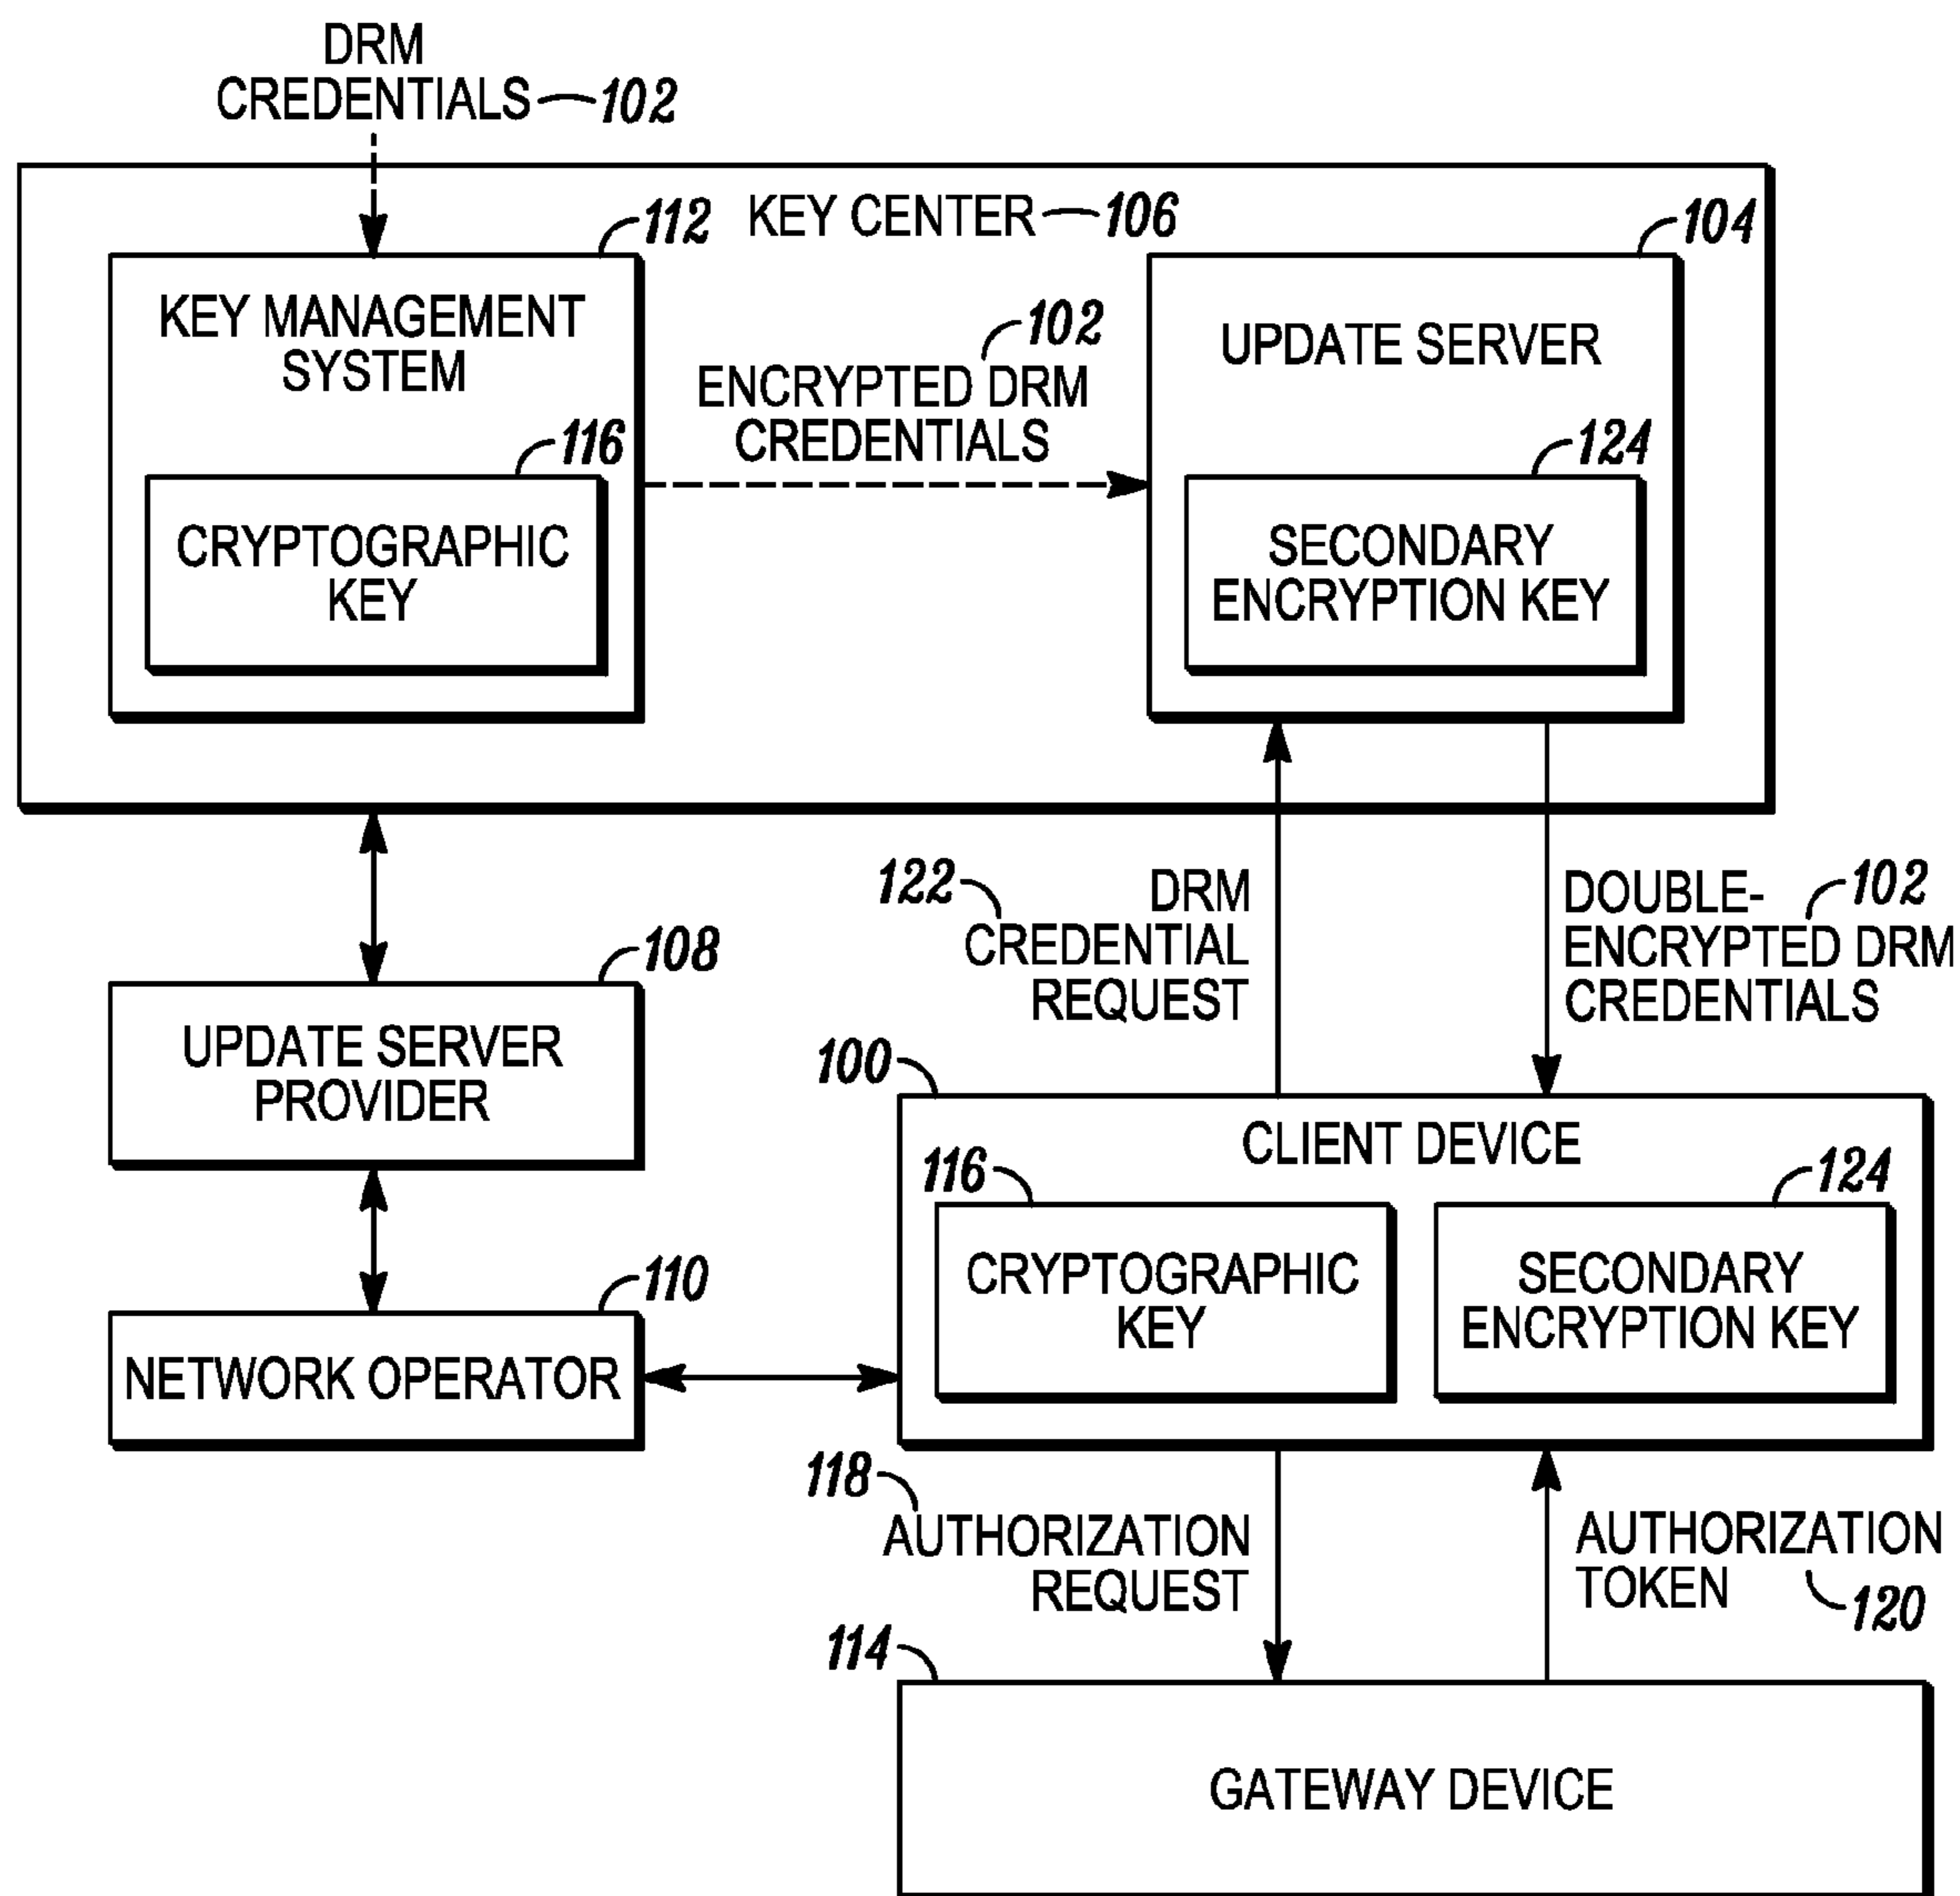 DRM
CREDENTIALS 102
KEY CENTER 106
112
104
KEY MANAGEMENT
SYSTEM
116
CRYPTOGRAPHIC
KEY
102
ENCRYPTED DRM
CREDENTIALS
UPDATE SERVER
124
SECONDARY
ENCRYPTION KEY
122
DRM
CREDENTIAL
REQUEST
102
DOUBLE-
ENCRYPTED DRM
CREDENTIALS
108
UPDATE SERVER
PROVIDER
100
CLIENT DEVICE
116
CRYPTOGRAPHIC
KEY
124
SECONDARY
ENCRYPTION KEY
110
NETWORK OPERATOR
118
AUTHORIZATION
REQUEST
AUTHORIZATION
TOKEN
120
114
GATEWAY DEVICE